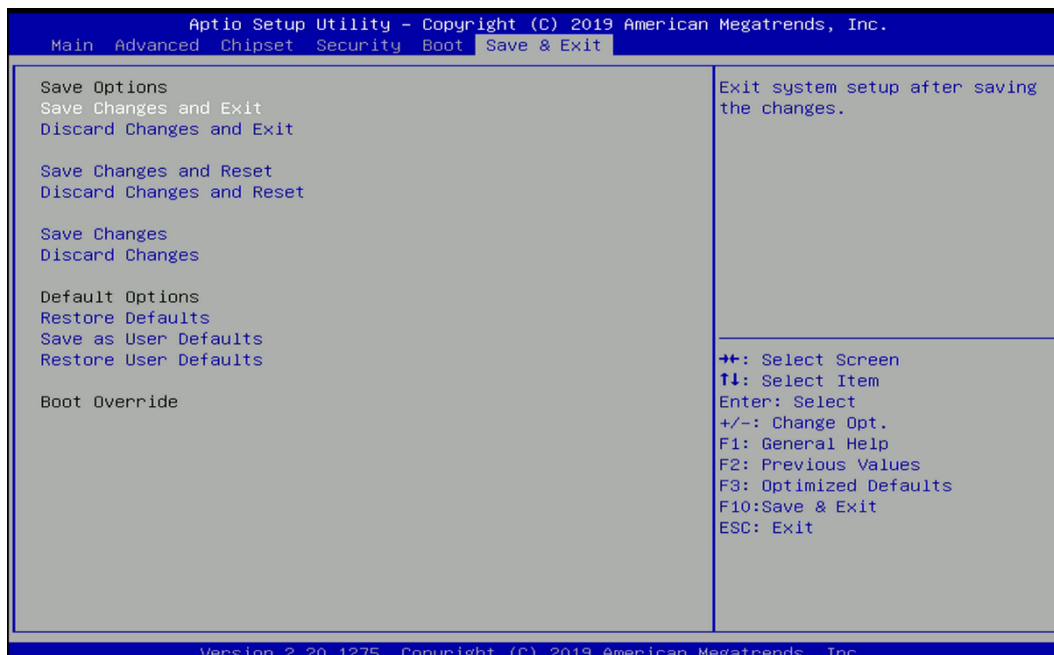 Aptio Setup Utility – Copyright (C) 2019 American Megatrends, Inc.
Main Advanced Chipset Security Boot Save & Exit
Save Options
Save Changes and Exit
Discard Changes and Exit
Save Changes and Reset
Discard Changes and Reset
Save Changes
Discard Changes
Default Options
Restore Defaults
Save as User Defaults
Restore User Defaults
Boot Override
Exit system setup after saving
the changes.
→←: Select Screen
↑↓: Select Item
Enter: Select
+/-: Change Opt.
F1: General Help
F2: Previous Values
F3: Optimized Defaults
F10:Save & Exit
ESC: Exit
Version 2.20.1275. Copyright (C) 2019 American Megatrends, Inc.